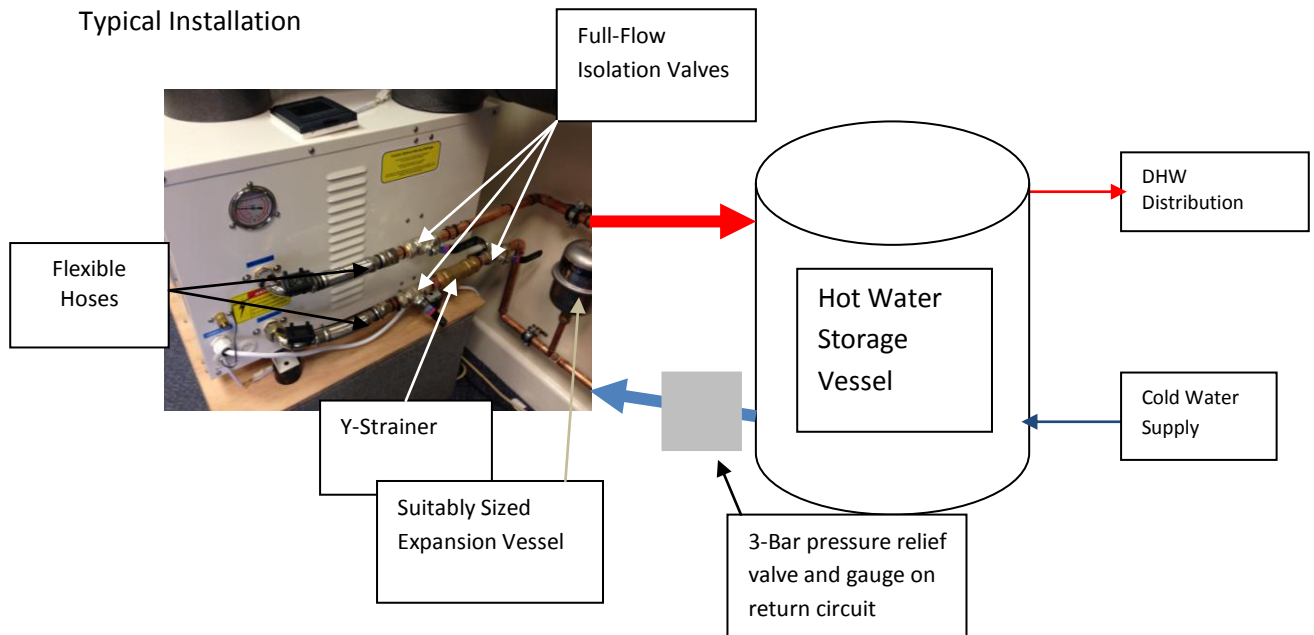 Typical Installation
Full-Flow
Isolation Valves
DHW
Distribution
Flexible
Hoses
Hot Water
Storage
Vessel
Y-Strainer
Cold Water
Supply
Suitably Sized
Expansion Vessel
3-Bar pressure relief
valve and gauge on
return circuit